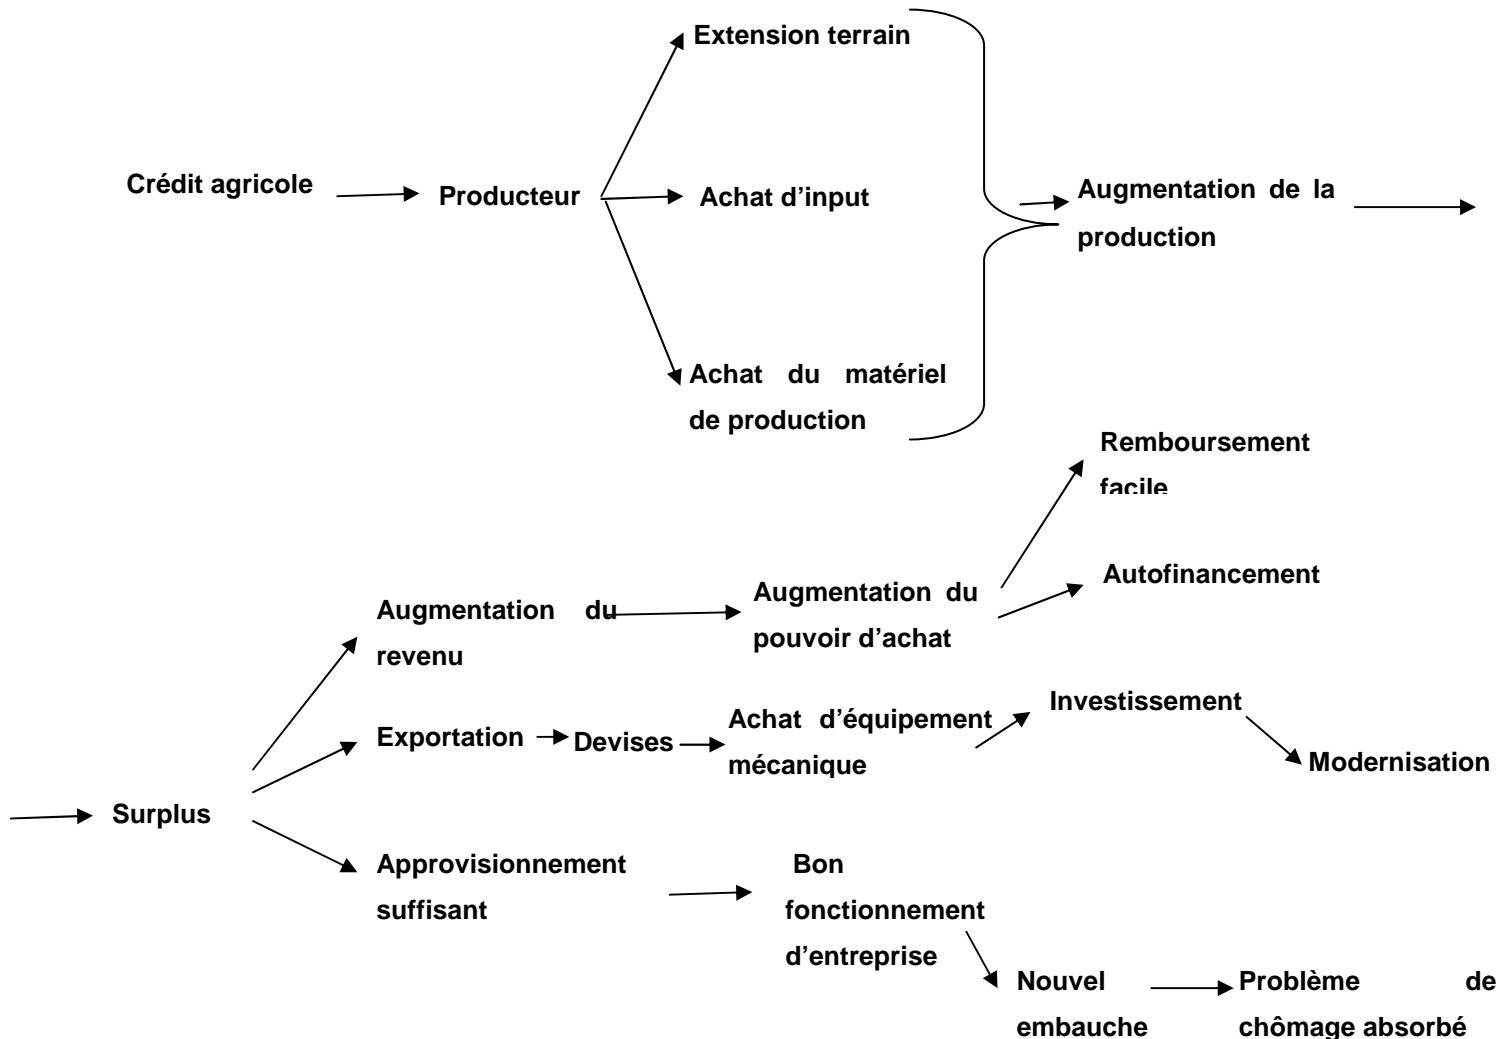 Extension terrain
Crédit agricole
Producteur
Achat d'input
Augmentation de la
production
Achat du matériel
de production
Remboursement
facile
Augmentation du
revenu
Augmentation du
pouvoir d'achat
Autofinancement
Exportation
Devises
Achat d'équipement
mécanique
Investissement
Modernisation
Surplus
Approvisionnement
suffisant
Bon
fonctionnement
d'entreprise
Nouvel
embauche
Problème de
chômage absorbé